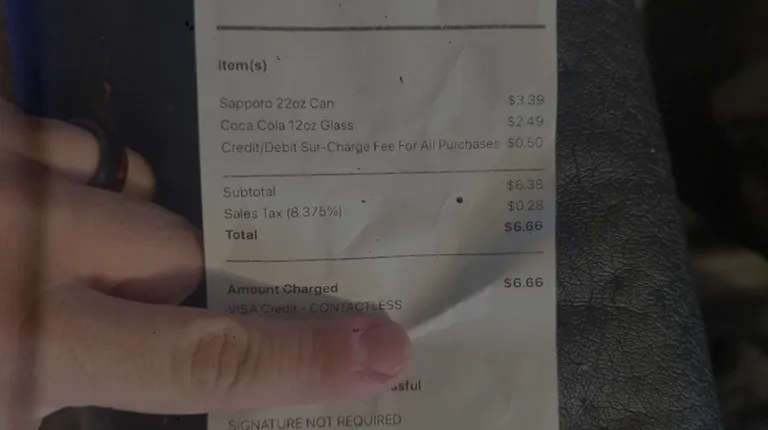 Item(s)
Sapporo 22oz Can $3.39
Coca Cola 12oz Glass $2.49
Credit/Debit Sur-Charge Fee For All Purchases $0.50
Subtotal $6.38
Sales Tax (8.375%) $0.28
Total $6.66
Amount Charged $6.66
VISA Credit - CONTACTLESS
SIGNATURE NOT REQUIRED